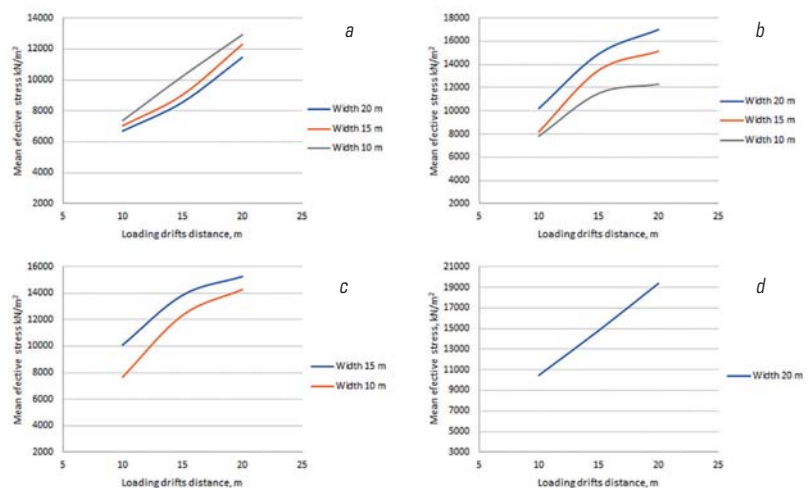 a
14000
12000
10000
8000
6000
4000
2000
Mean efective stress kN/m²
5 10 15 20 25
Loading drifts distance, m
Width 20 m
Width 15 m
Width 10 m
b
18000
16000
14000
12000
10000
8000
6000
4000
2000
Mean efective stress kN/m²
5 10 15 20 25
Loading drifts distance, m
Width 20 m
Width 15 m
Width 10 m
c
16000
14000
12000
10000
8000
6000
4000
2000
Mean efective stress, kN/m²
5 10 15 20 25
Loading drifts distance, m
Width 15 m
Width 10 m
d
21000
19000
17000
15000
13000
11000
9000
7000
5000
3000
Mean efective stress, kN/m²
5 10 15 20 25
Loading drifts distance, m
Width 20 m